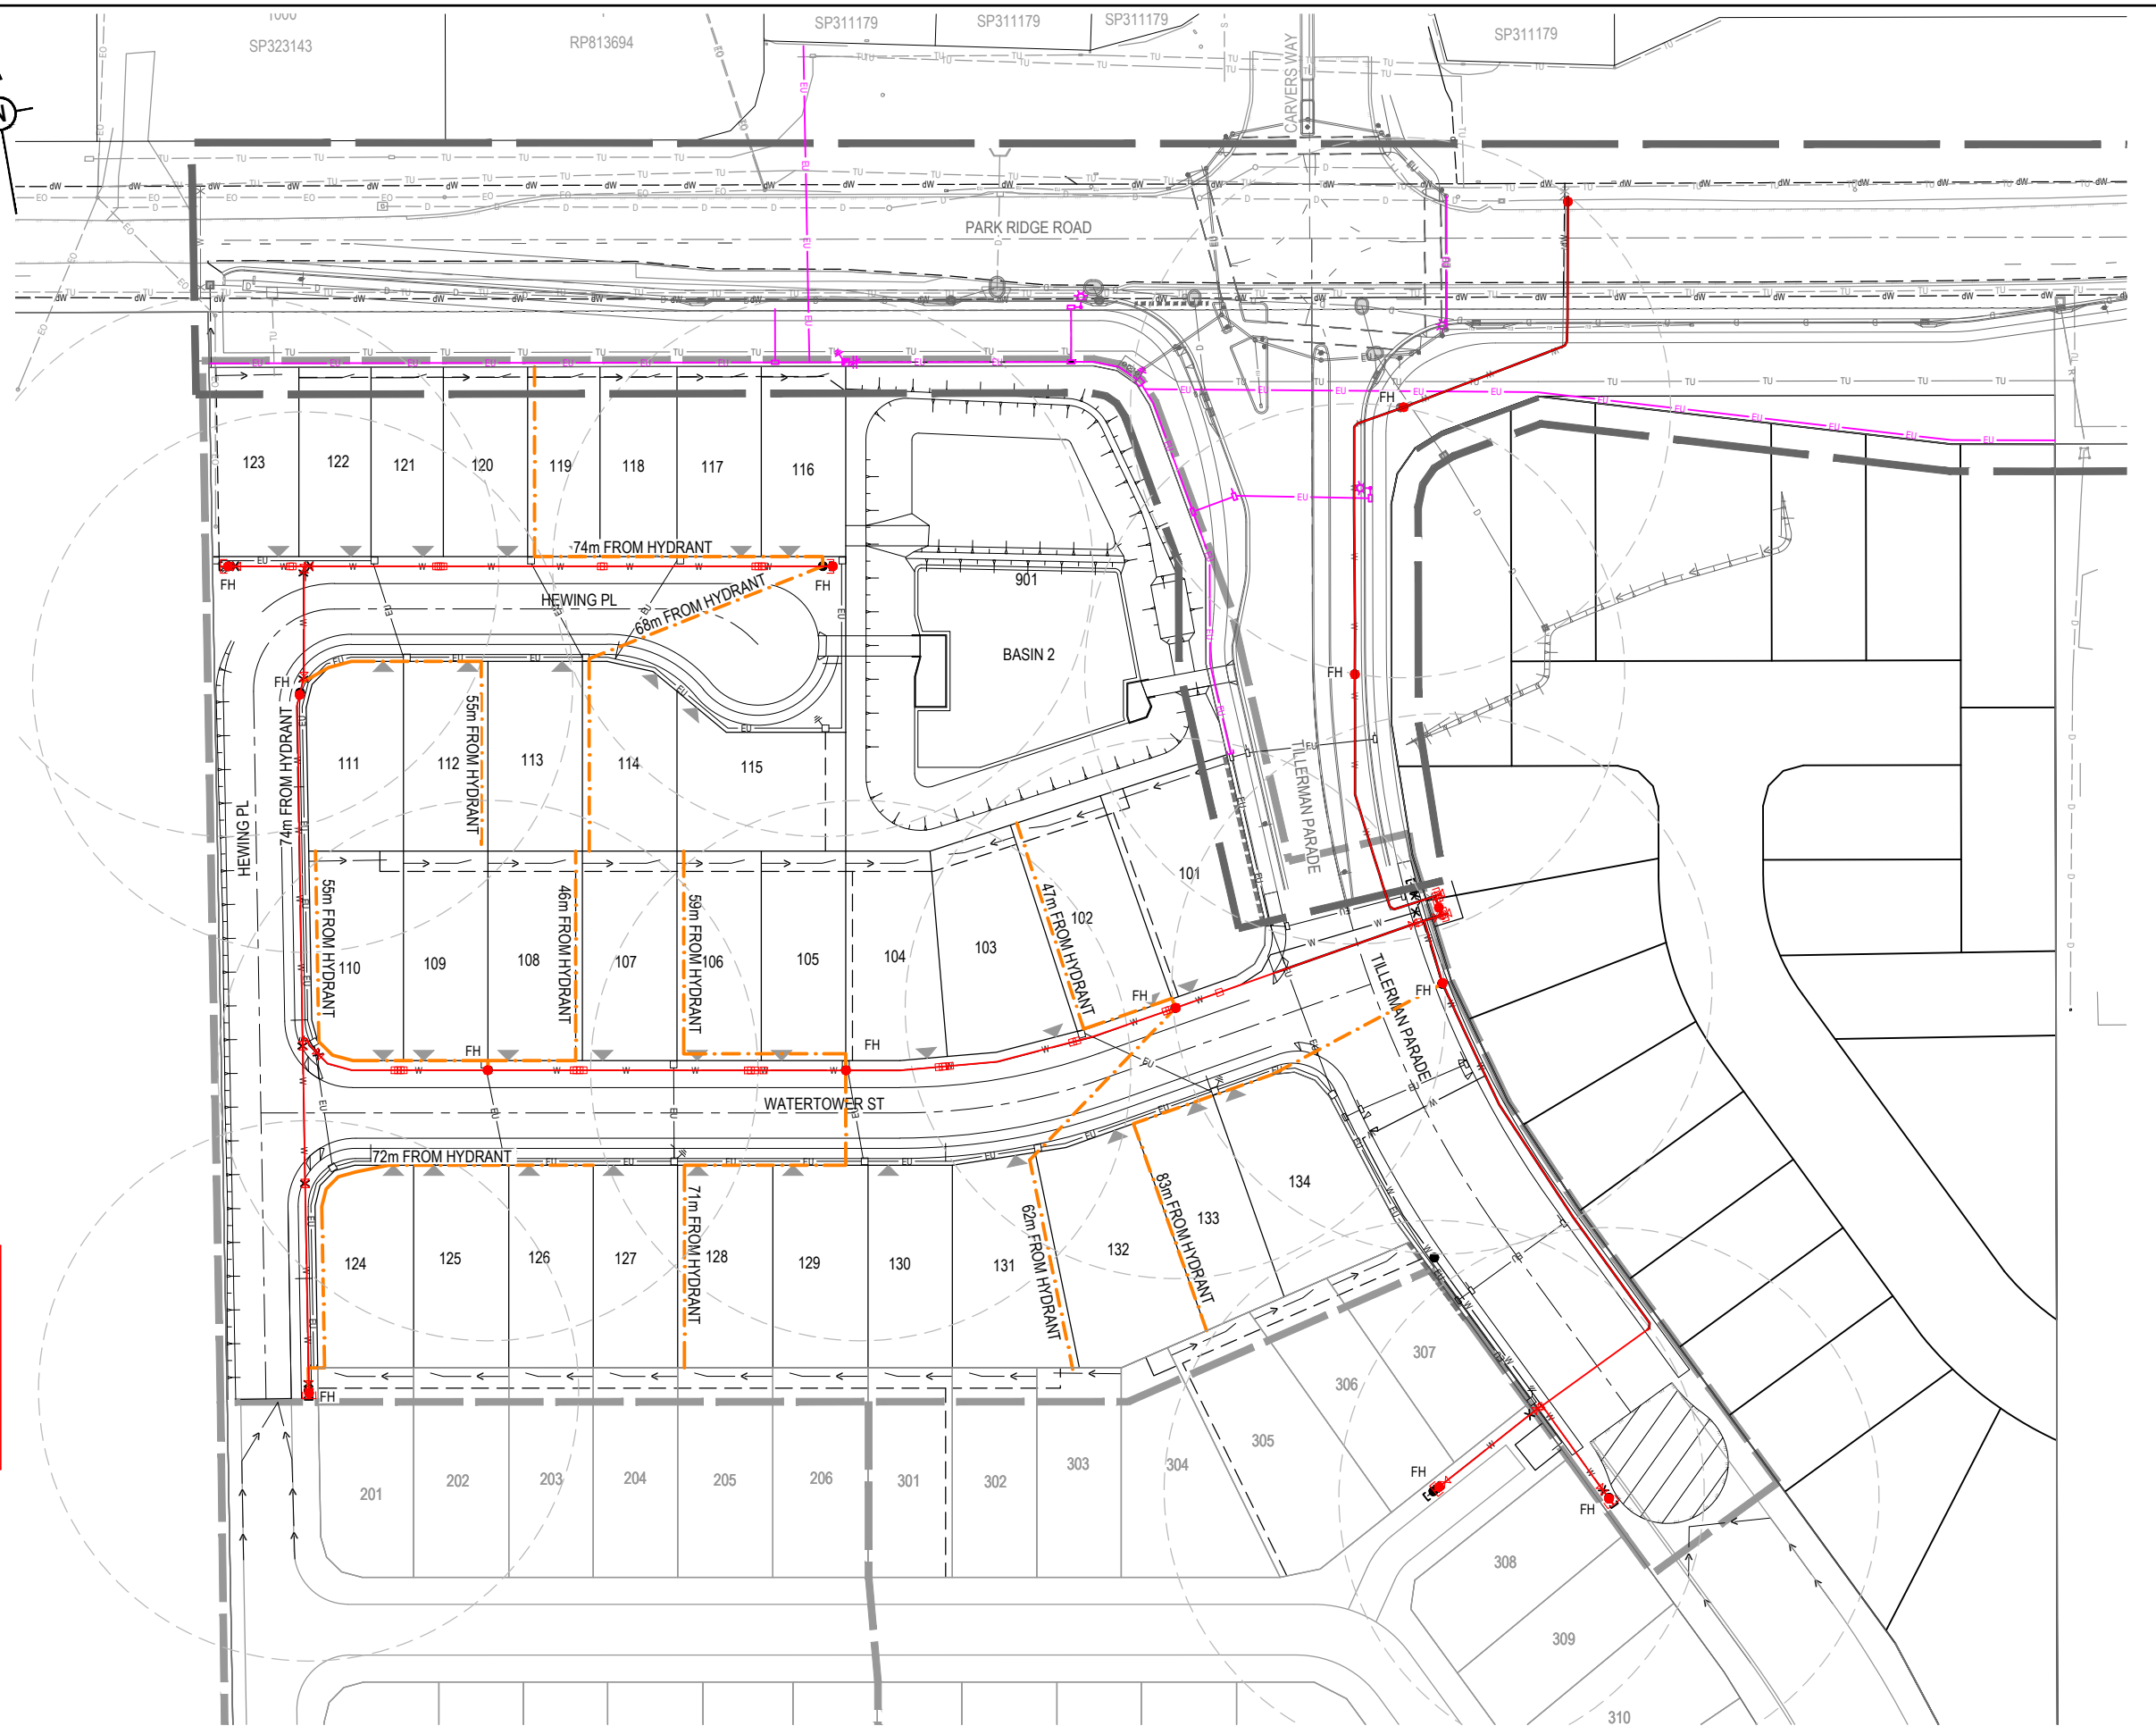 1000
SP323143
RP813694
SP311179
SP311179
SP311179
SP311179
CARVERS WAY
N
PARK RIDGE ROAD
FH
123
122
121
120
119
118
117
116
74m FROM HYDRANT
FH
FH
HEWING PL
68m FROM HYDRANT
901
BASIN 2
FH
FH
TILLERMAN PARADE
111
112
113
114
115
55m FROM HYDRANT
74m FROM HYDRANT
HEWING PL
101
102
103
104
105
106
107
108
109
110
55m FROM HYDRANT
46m FROM HYDRANT
59m FROM HYDRANT
47m FROM HYDRANT
FH
FH
FH
FH
TILLERMAN PARADE
WATERTOWER ST
72m FROM HYDRANT
71m FROM HYDRANT
62m FROM HYDRANT
83m FROM HYDRANT
124
125
126
127
128
129
130
131
132
133
134
FH
307
306
305
304
303
302
301
206
205
204
203
202
201
FH
FH
308
309
310